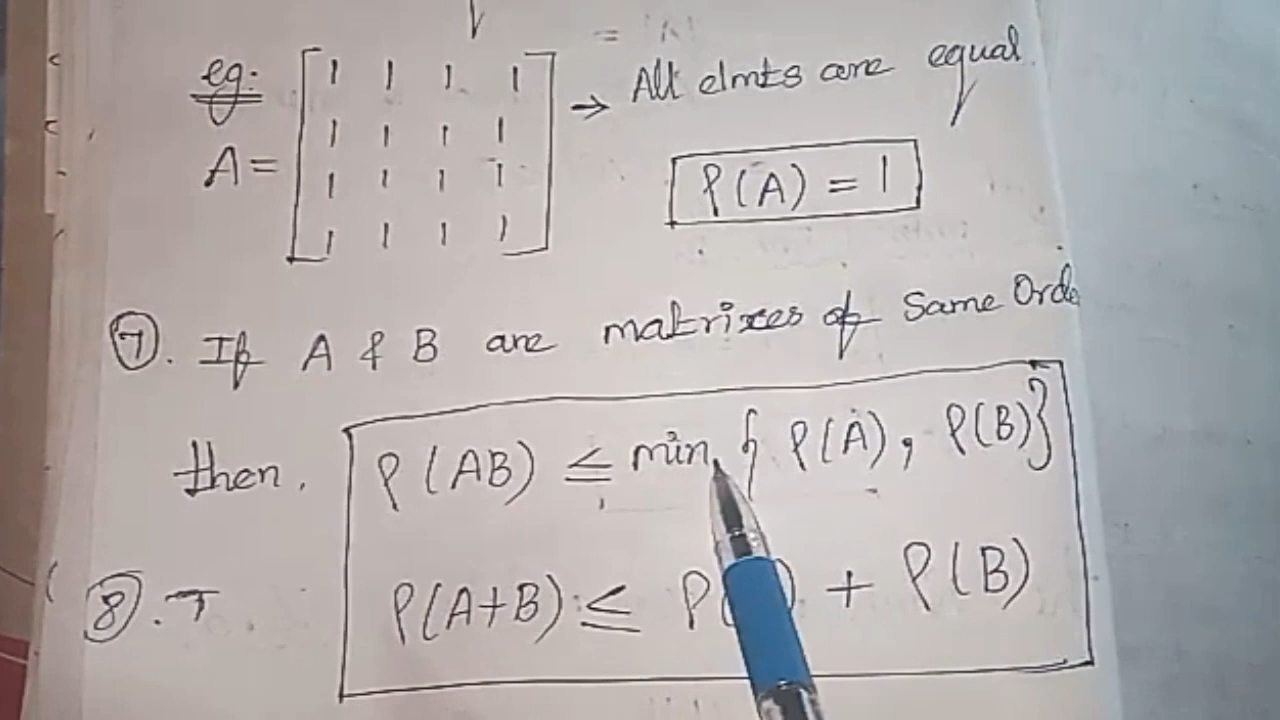 eg:
A = [ 1 1 1 1
1 1 1 1
1 1 1 1
1 1 1 1 ] → All elmts are equal.
ρ(A) = 1
⑦. If A & B are matrixes of Same Orde
then, ρ(AB) ≤ min { ρ(A), ρ(B)}
⑧. ρ(A+B) ≤ + ρ(B)